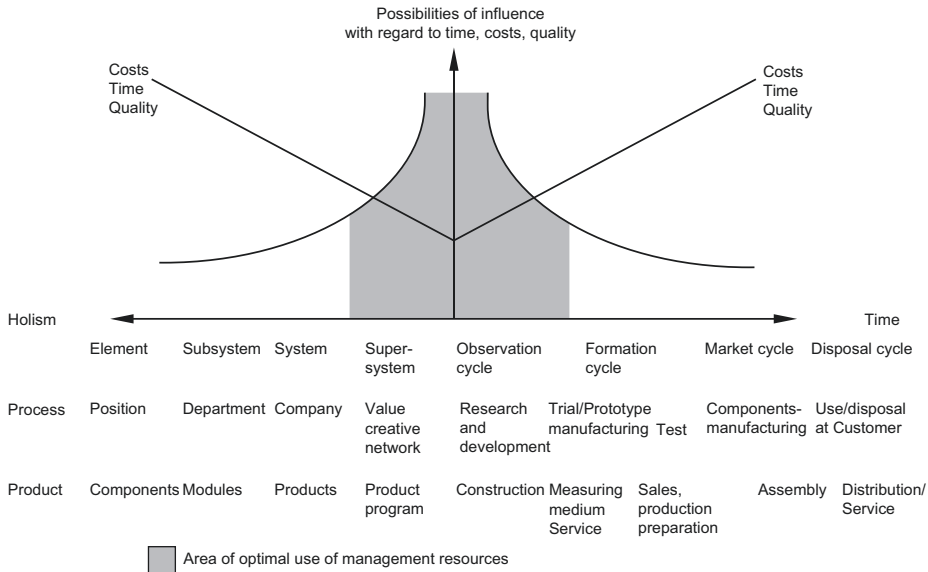 Possibilities of influence
with regard to time, costs, quality
Costs
Time
Quality
Costs
Time
Quality
Holism
Time
Element Subsystem System Super-
system
Observation
cycle
Formation
cycle
Market cycle Disposal cycle
Process
Position Department Company Value
creative
network
Research
and
development
Trial/Prototype
manufacturing Test
Components-
manufacturing
Use/disposal
at Customer
Product
Components Modules Products Product
program
Construction Measuring
medium
Service
Sales,
production
preparation
Assembly Distribution/
Service
Area of optimal use of management resources